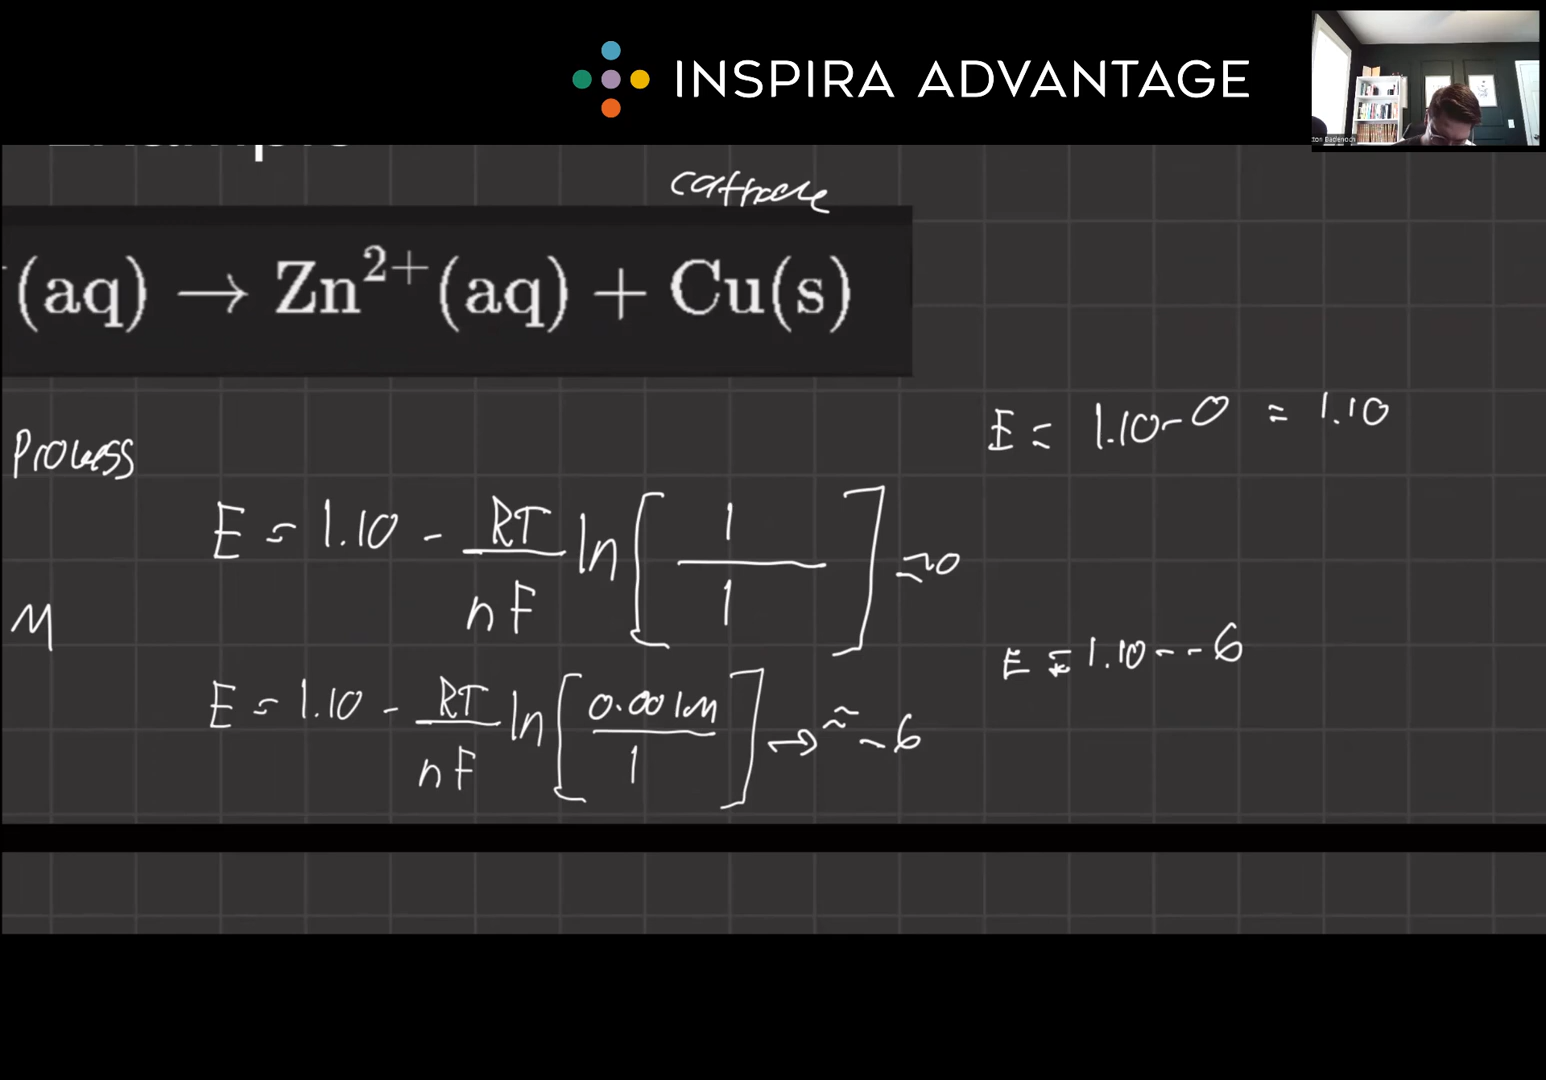 INSPIRA ADVANTAGE
cathode
(aq) → Zn²⁺(aq) + Cu(s)
E = 1.10 - 0 = 1.10
Process
E = 1.10 - RT/nF ln[1/1] = 0
M
E = 1.10 - - 6
E = 1.10 - RT/nF ln[0.001M/1] → ≈ -6